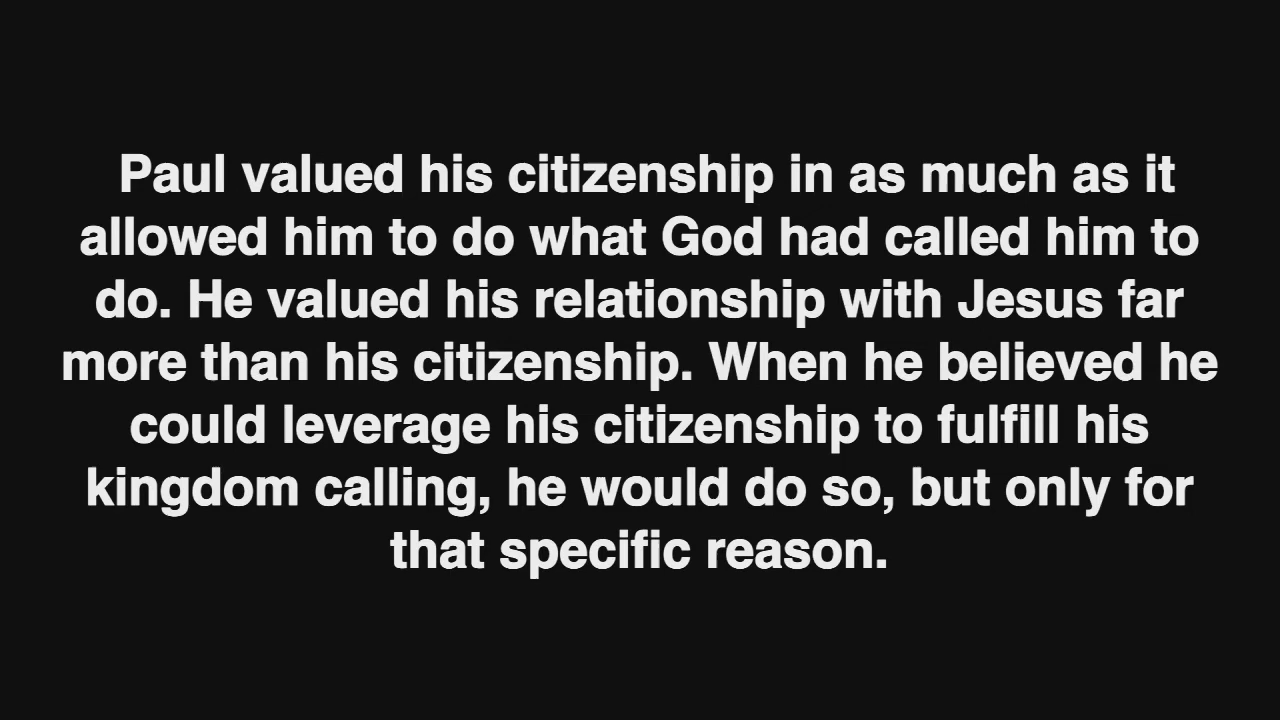 Paul valued his citizenship in as much as it
allowed him to do what God had called him to
do. He valued his relationship with Jesus far
more than his citizenship. When he believed he
could leverage his citizenship to fulfill his
kingdom calling, he would do so, but only for
that specific reason.